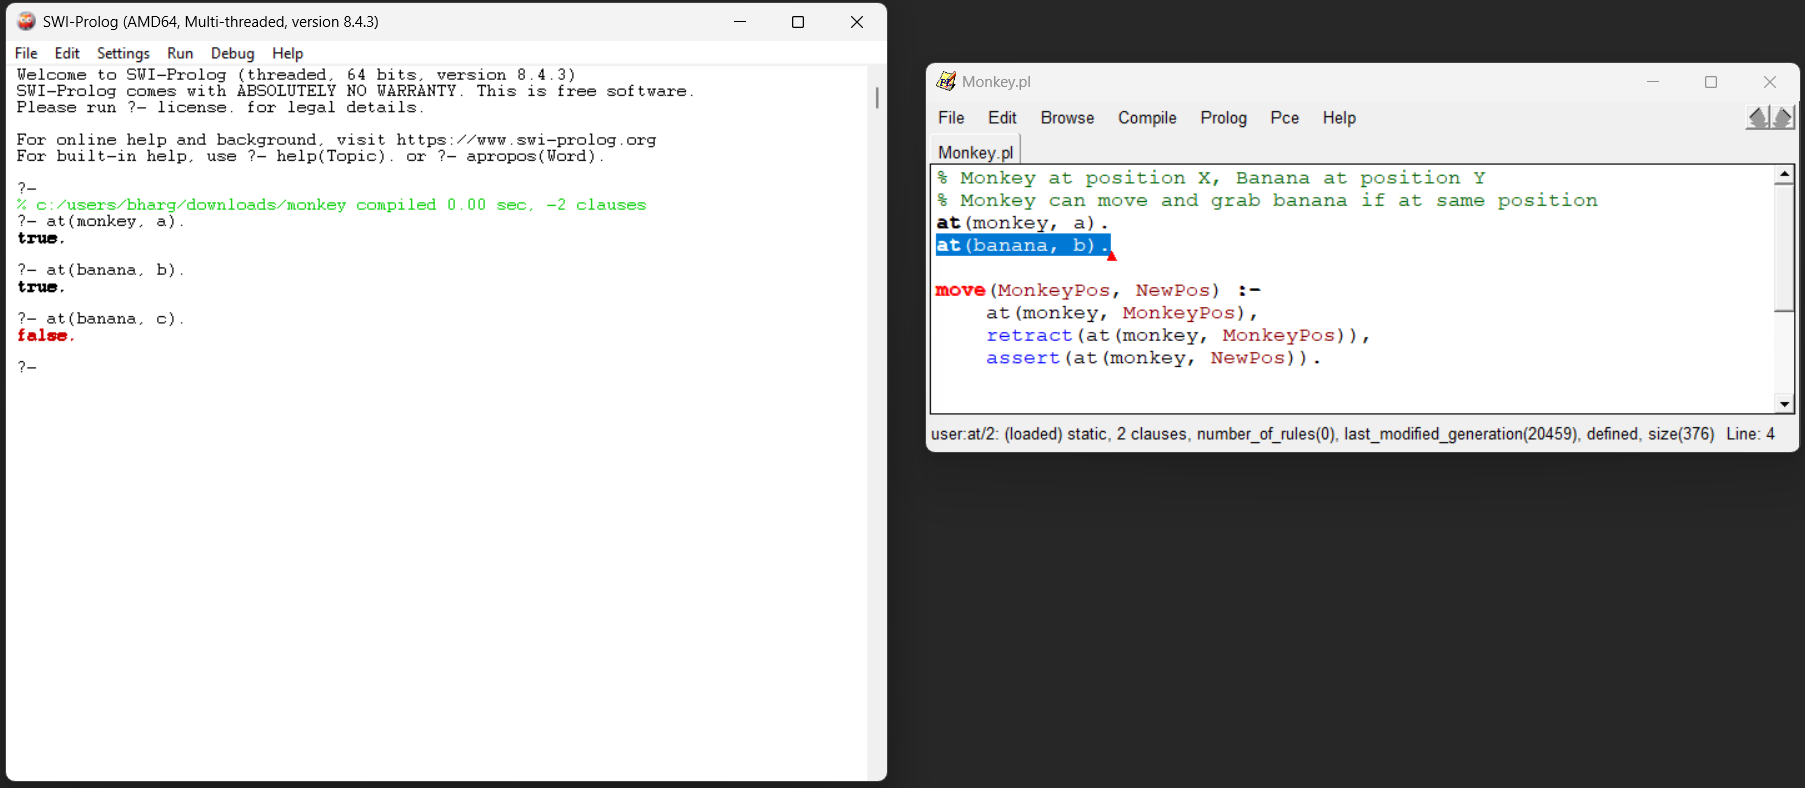 SWI-Prolog (AMD64, Multi-threaded, version 8.4.3)
File Edit Settings Run Debug Help
Welcome to SWI-Prolog (threaded, 64 bits, version 8.4.3)
SWI-Prolog comes with ABSOLUTELY NO WARRANTY. This is free software.
Please run ?- license. for legal details.
For online help and background, visit https://www.swi-prolog.org
For built-in help, use ?- help(Topic). or ?- apropos(Word).
?-
% c:/users/bharg/downloads/monkey compiled 0.00 sec, -2 clauses
?- at(monkey, a).
true.
?- at(banana, b).
true.
?- at(banana, c).
false.
?-
Monkey.pl
File Edit Browse Compile Prolog Pce Help
Monkey.pl
% Monkey at position X, Banana at position Y
% Monkey can move and grab banana if at same position
at(monkey, a).
at(banana, b).
move(MonkeyPos, NewPos) :-
    at(monkey, MonkeyPos),
    retract(at(monkey, MonkeyPos)),
    assert(at(monkey, NewPos)).
user:at/2: (loaded) static, 2 clauses, number_of_rules(0), last_modified_generation(20459), defined, size(376) Line: 4